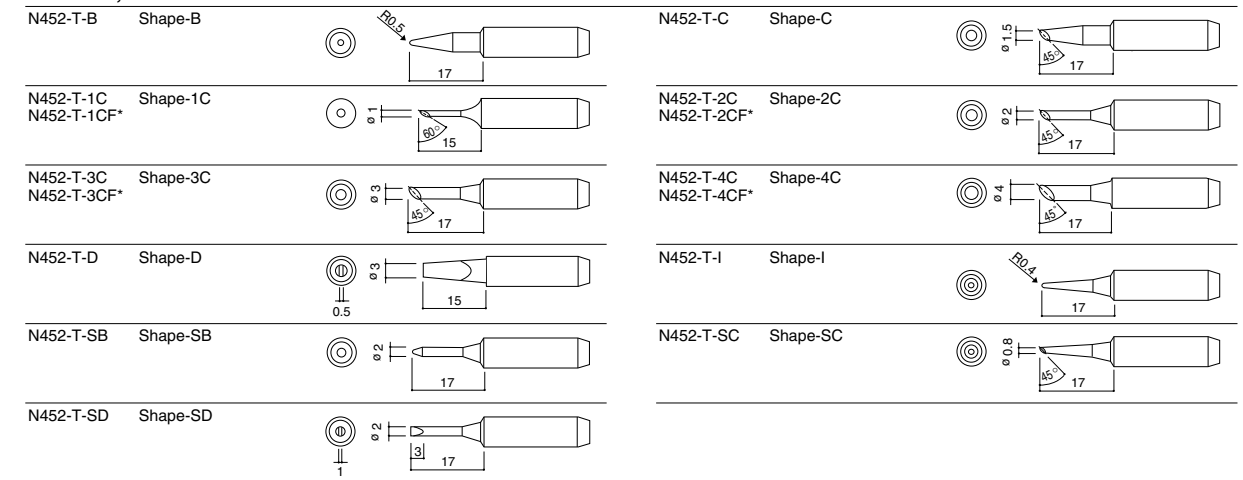 N452-T-B Shape-B
R0.5
17
N452-T-C Shape-C
ø 1.5
45°
17
N452-T-1C Shape-1C
N452-T-1CF*
ø 1
60°
15
N452-T-2C Shape-2C
N452-T-2CF*
ø 2
45°
17
N452-T-3C Shape-3C
N452-T-3CF*
ø 3
45°
17
N452-T-4C Shape-4C
N452-T-4CF*
ø 4
45°
17
N452-T-D Shape-D
ø 3
0.5
15
N452-T-I Shape-I
R0.4
17
N452-T-SB Shape-SB
ø 2
17
N452-T-SC Shape-SC
ø 0.8
45°
17
N452-T-SD Shape-SD
ø 2
3
17
1